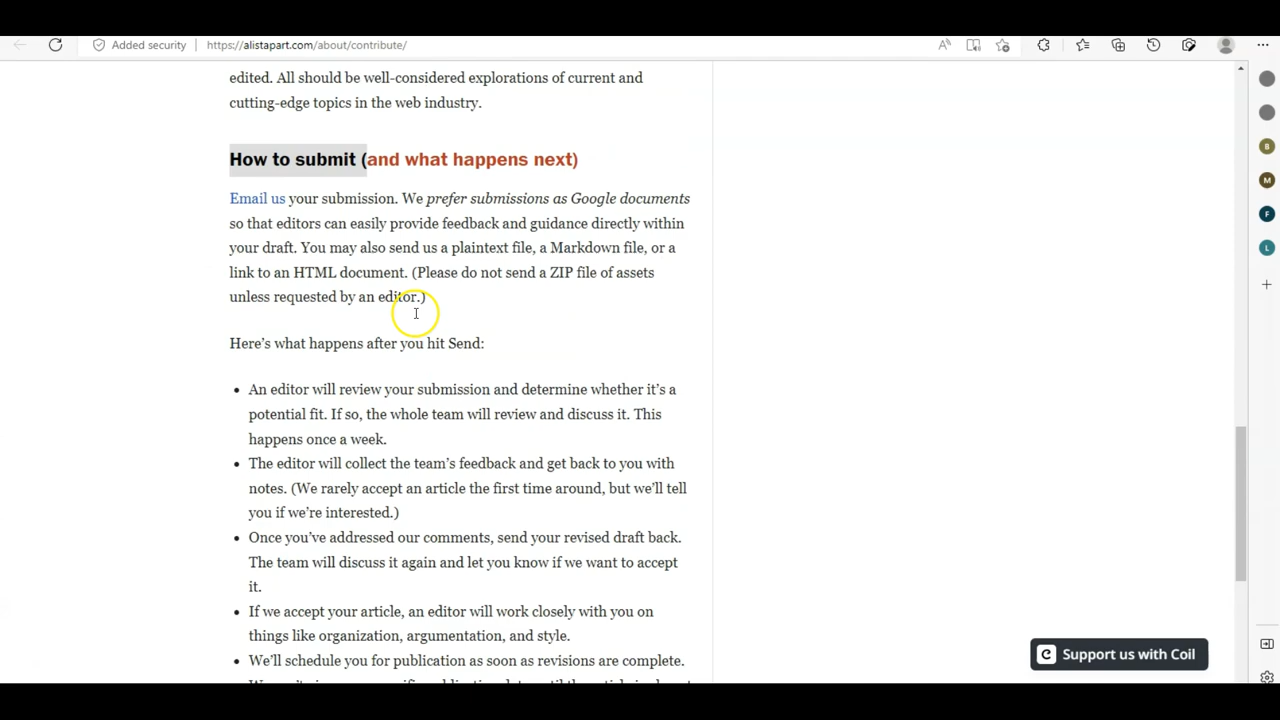 Added security
https://alistapart.com/about/contribute/
edited. All should be well-considered explorations of current and
cutting-edge topics in the web industry.
How to submit (and what happens next)
Email us your submission. We prefer submissions as Google documents
so that editors can easily provide feedback and guidance directly within
your draft. You may also send us a plaintext file, a Markdown file, or a
link to an HTML document. (Please do not send a ZIP file of assets
unless requested by an editor.)
Here’s what happens after you hit Send:
• An editor will review your submission and determine whether it’s a
potential fit. If so, the whole team will review and discuss it. This
happens once a week.
• The editor will collect the team’s feedback and get back to you with
notes. (We rarely accept an article the first time around, but we’ll tell
you if we’re interested.)
• Once you’ve addressed our comments, send your revised draft back.
The team will discuss it again and let you know if we want to accept
it.
• If we accept your article, an editor will work closely with you on
things like organization, argumentation, and style.
• We’ll schedule you for publication as soon as revisions are complete.
B
M
F
L
Support us with Coil